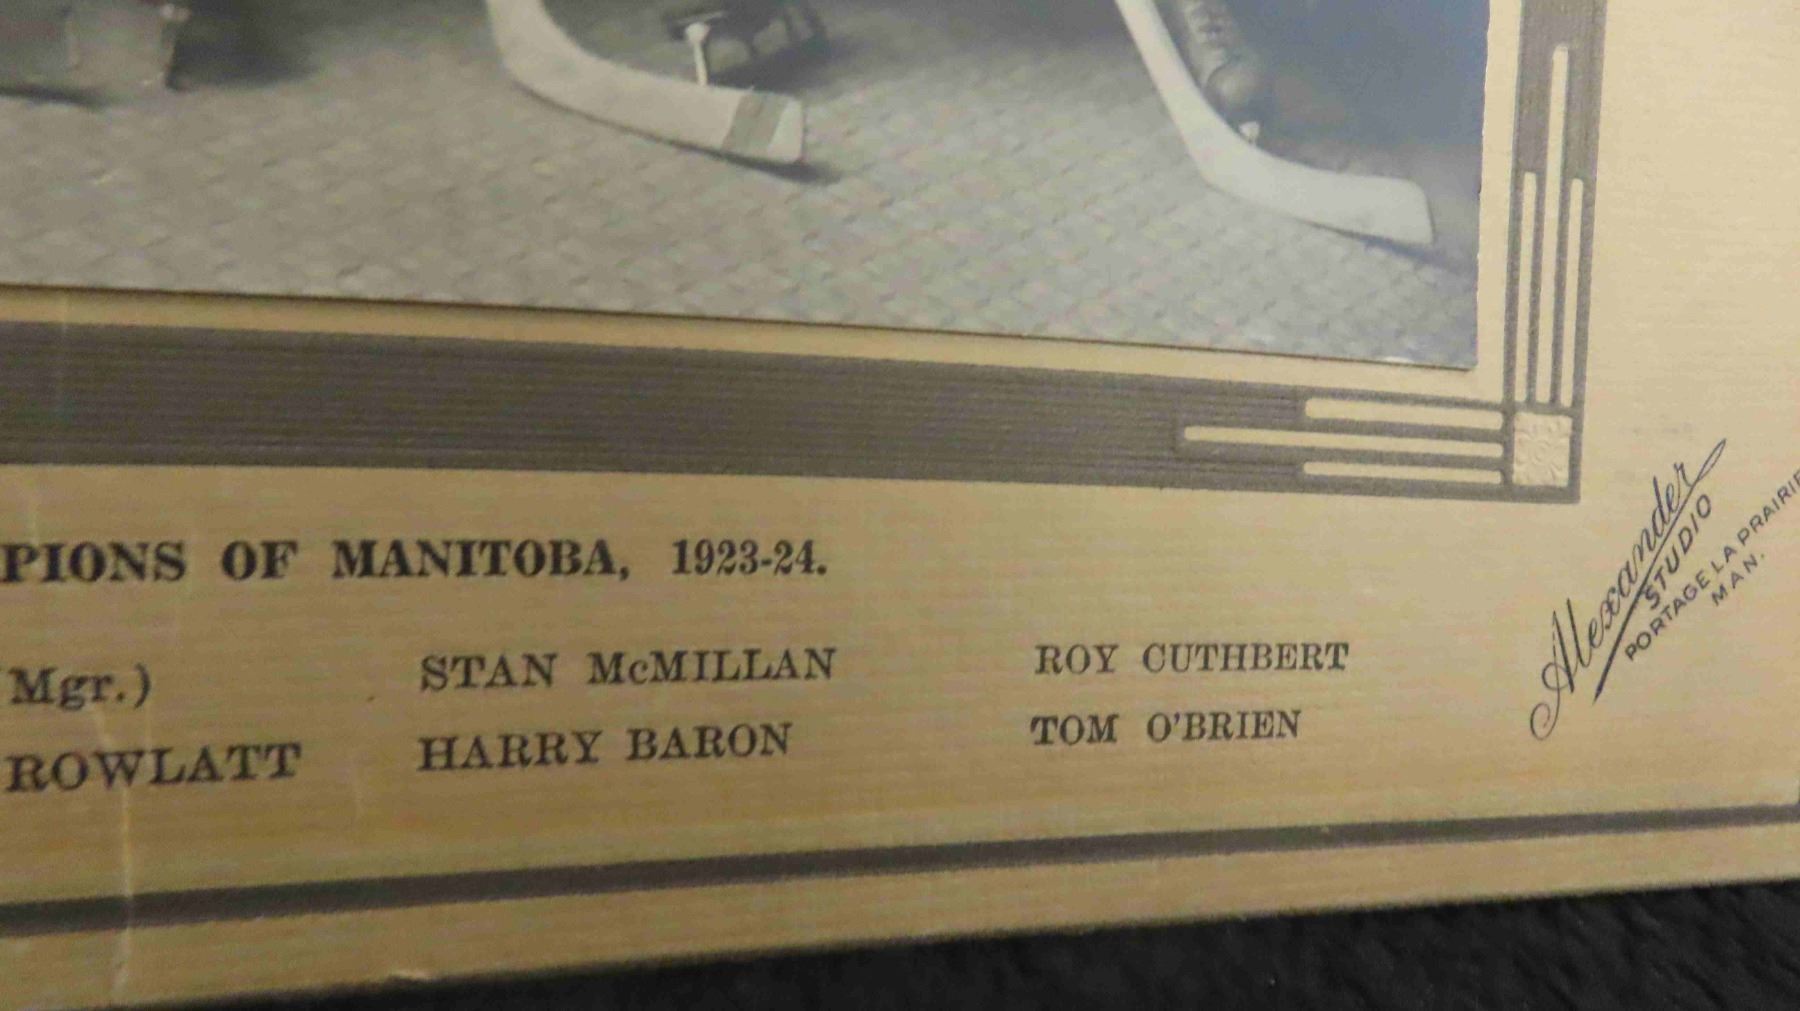 PIONS OF MANITOBA, 1923-24.
Mgr.) STAN McMILLAN ROY CUTHBERT
ROWLATT HARRY BARON TOM O'BRIEN
Alexander
STUDIO
PORTAGE LA PRAIRIE
MAN.